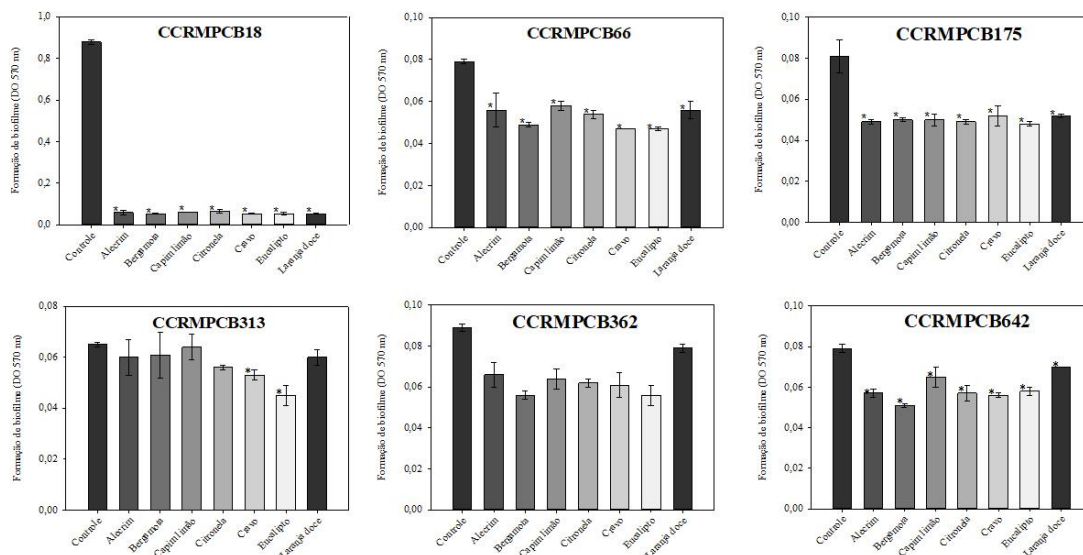 CCRMPCB18
Formação de biofilme (DO 570 nn)
1,0
0,8
0,6
0,4
0,2
0,0
* * * * * * *
Controle
Alecrim
Bergamota
Capim limão
Citronela
Cravo
Eucalipto
Laranja doce
CCRMPCB66
Formação de biofilme (DO 570 nn)
0,10
0,08
0,06
0,04
0,02
0,00
* * * * * * *
Controle
Alecrim
Bergamota
Capim limão
Citronela
Cravo
Eucalipto
Laranja doce
CCRMPCB175
Formação de biofilme (DO 570 nn)
0,10
0,08
0,06
0,04
0,02
0,00
* * * * * * *
Controle
Alecrim
Bergamota
Capim limão
Citronela
Cravo
Eucalipto
Laranja doce
CCRMPCB313
Formação de biofilme (DO 570 nn)
0,08
0,06
0,04
0,02
0,00
* *
Controle
Alecrim
Bergamota
Capim limão
Citronela
Cravo
Eucalipto
Laranja doce
CCRMPCB362
Formação de biofilme (DO 570 nn)
0,10
0,08
0,06
0,04
0,02
0,00
Controle
Alecrim
Bergamota
Capim limão
Citronela
Cravo
Eucalipto
Laranja doce
CCRMPCB642
Formação de biofilme (DO 570 nn)
0,10
0,08
0,06
0,04
0,02
0,00
* * * * * * *
Controle
Alecrim
Bergamota
Capim limão
Citronela
Cravo
Eucalipto
Laranja doce